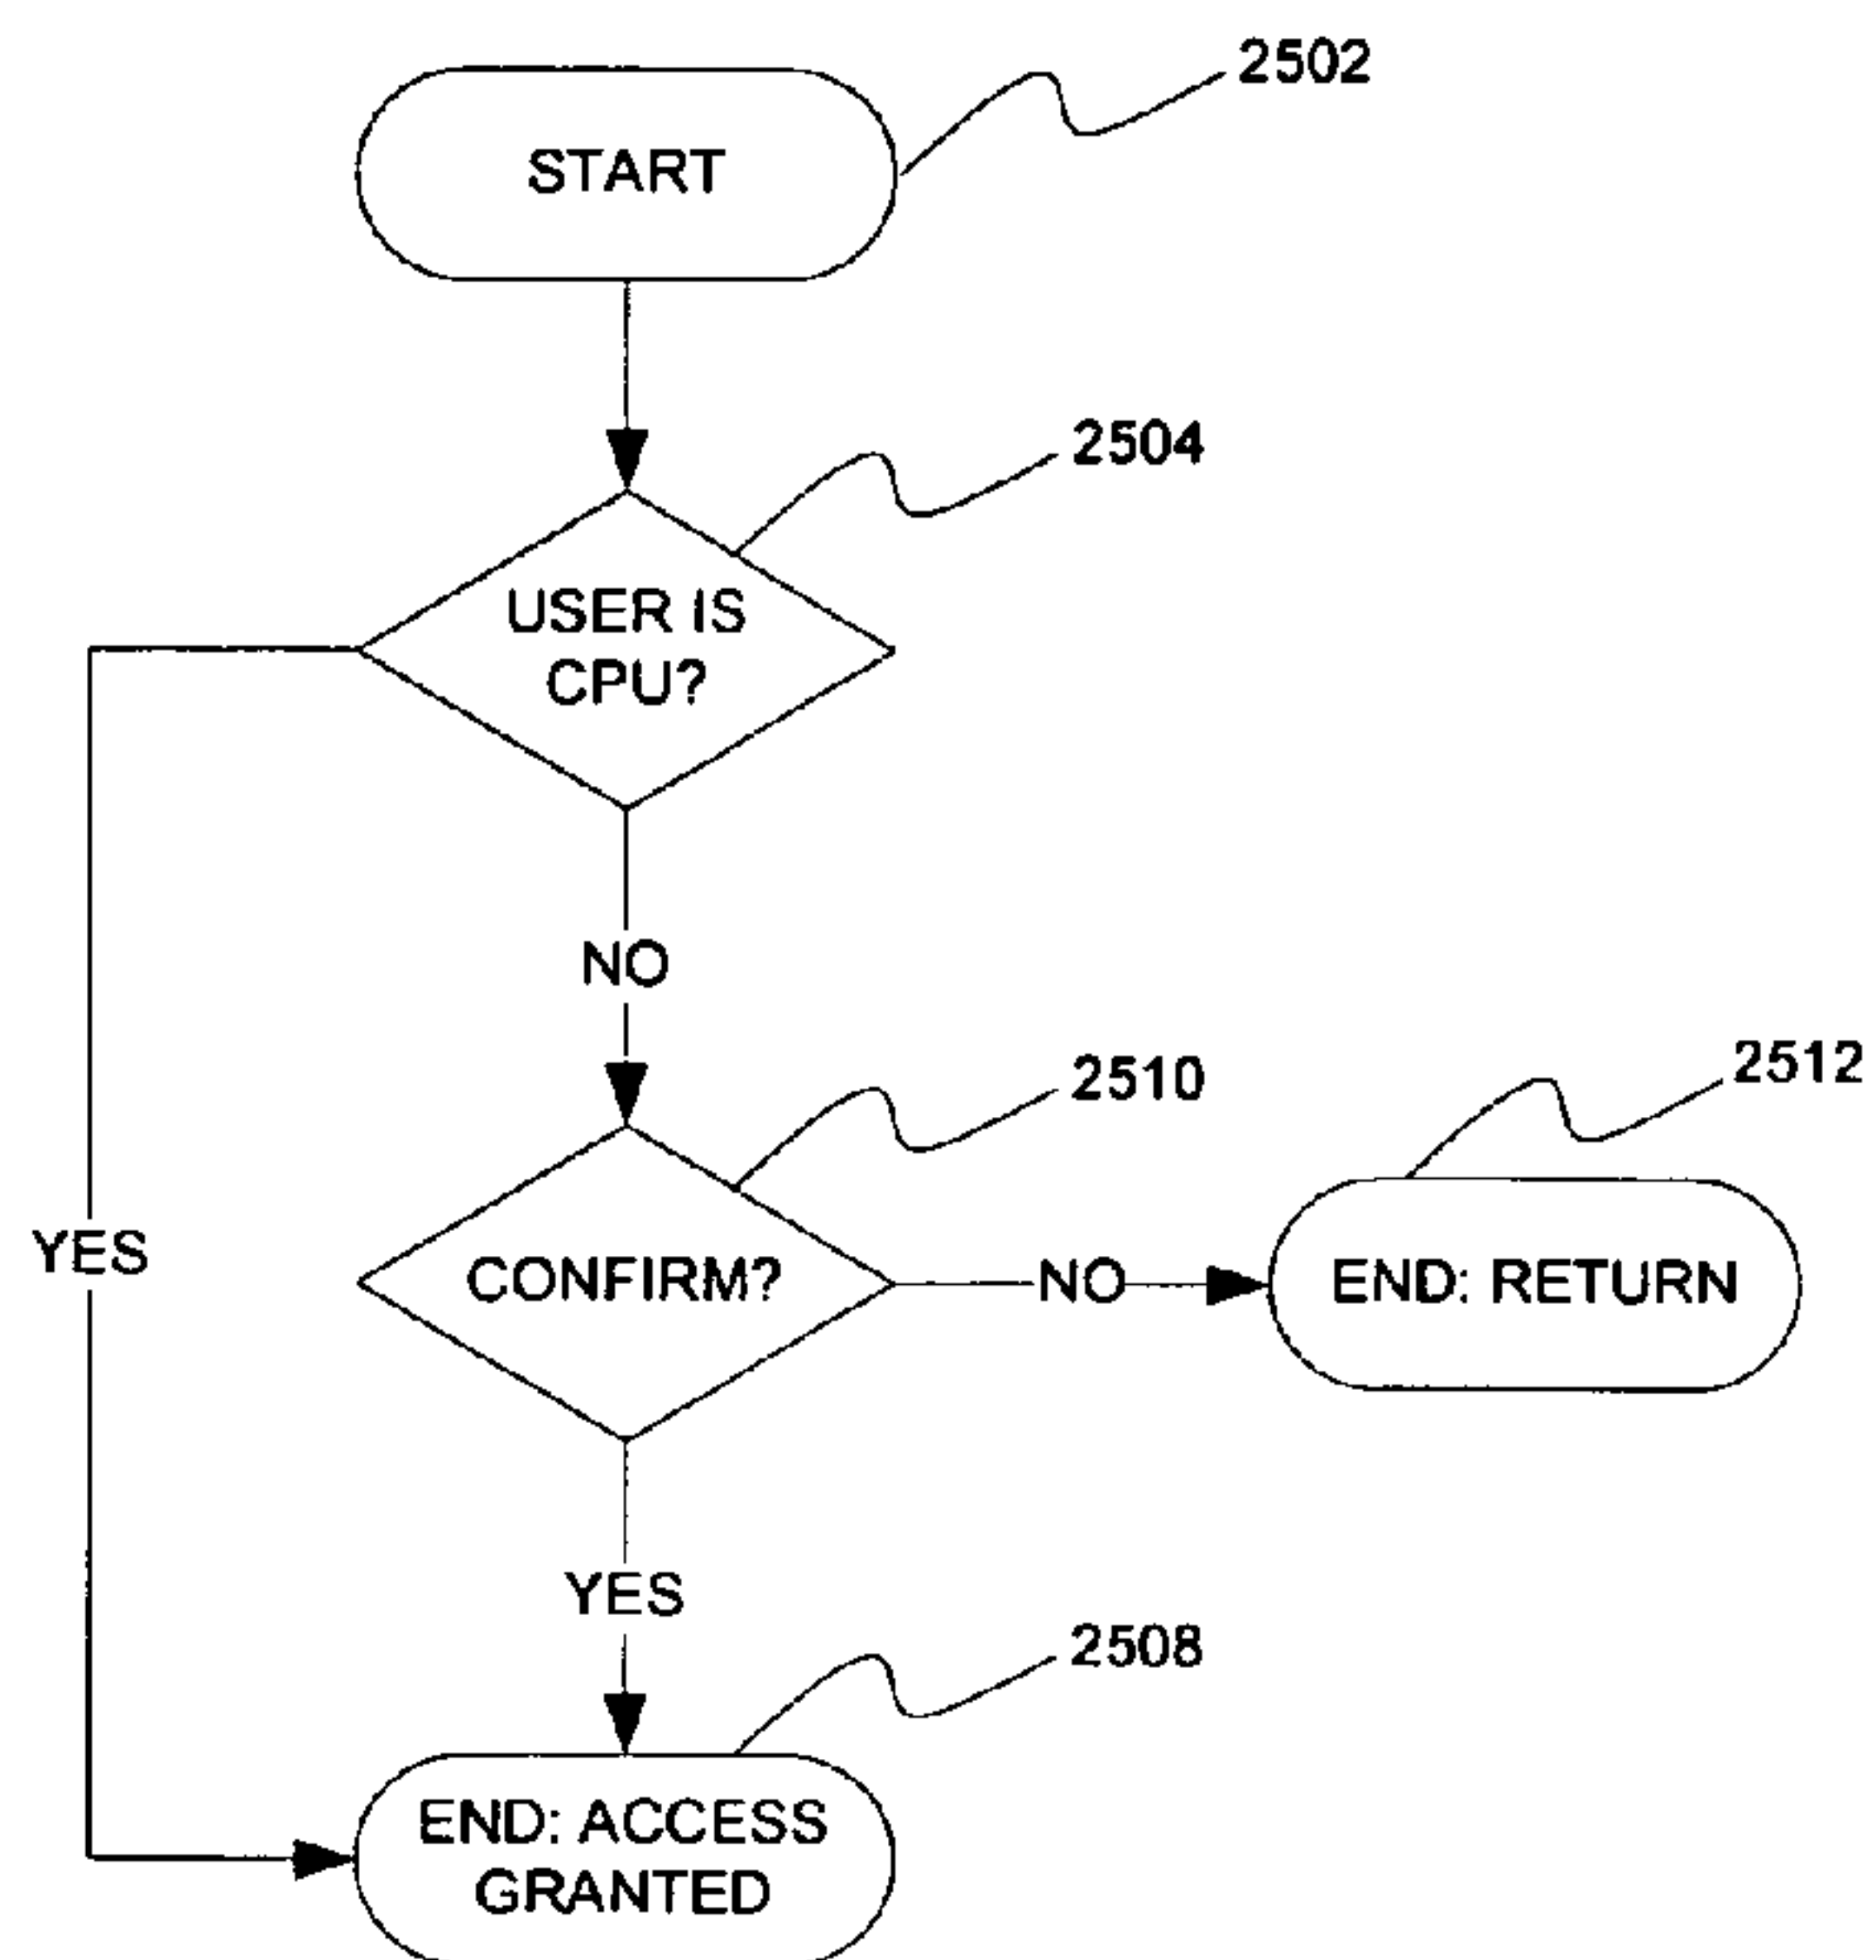 2502
START
2504
USER IS
CPU?
NO
2510
2512
YES
CONFIRM?
NO
END: RETURN
YES
2508
END: ACCESS
GRANTED